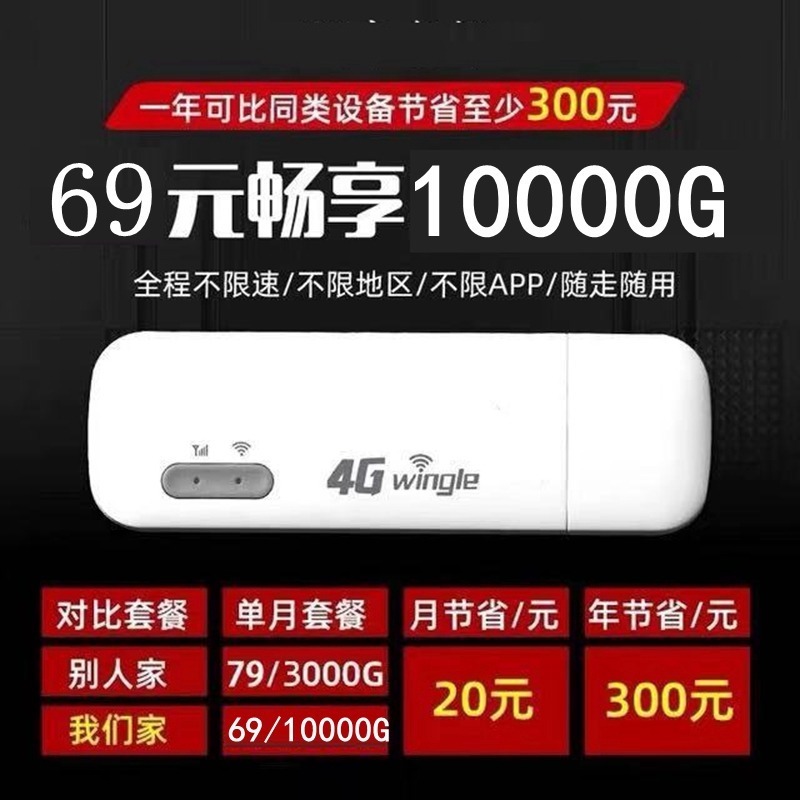 一年可比同类设备节省至少300元
69元畅享10000G
全程不限速/不限地区/不限APP/随走随用
4G wingle
对比套餐 单月套餐 月节省/元 年节省/元
别人家 79/3000G 20元 300元
我们家 69/10000G